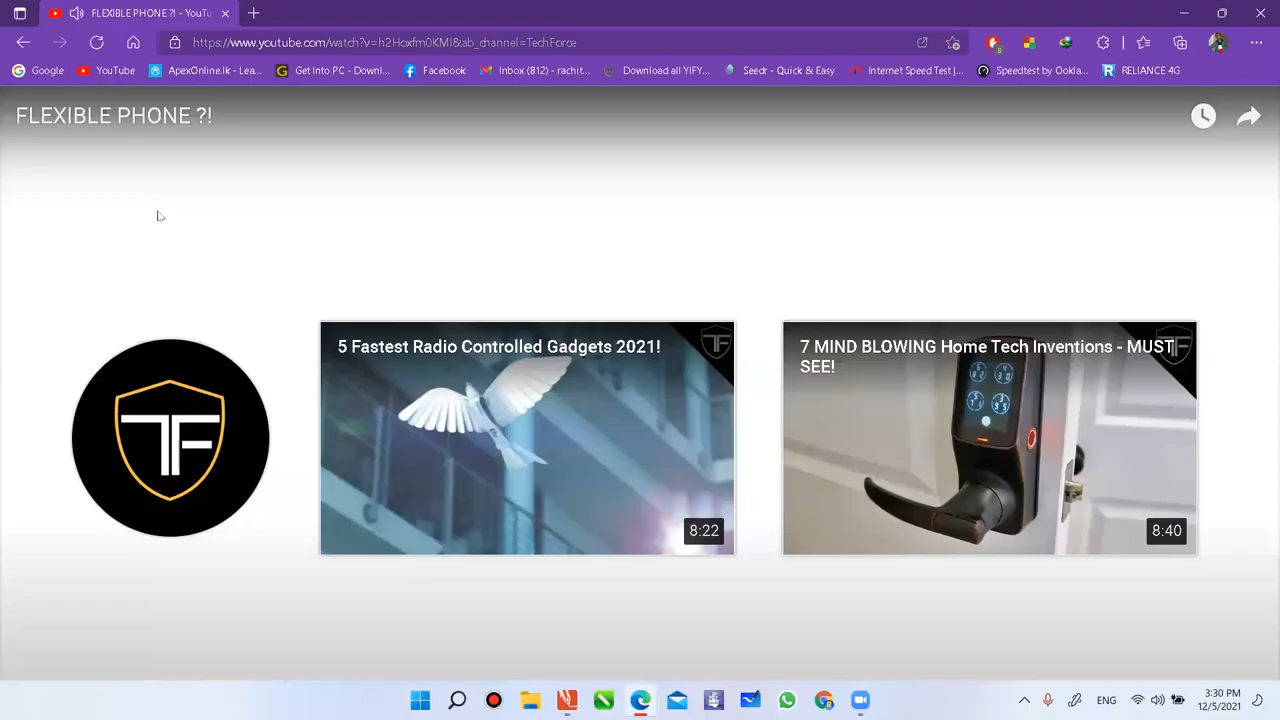 FLEXIBLE PHONE ?! - YouTu
https://www.youtube.com/watch?v=h2Hoxfm0KMI&ab_channel=TechForce
Google YouTube ApexOnline.lk - Lea... Get Into PC - Downl... Facebook Inbox (812) - rachit... Download all YIFY... Seedr - Quick & Easy Internet Speed Test |... Speedtest by Ookla... RELIANCE 4G
FLEXIBLE PHONE ?!
TF
5 Fastest Radio Controlled Gadgets 2021!
TF
8:22
7 MIND BLOWING Home Tech Inventions - MUST
SEE!
TF
8:40
ENG
3:30 PM
12/5/2021